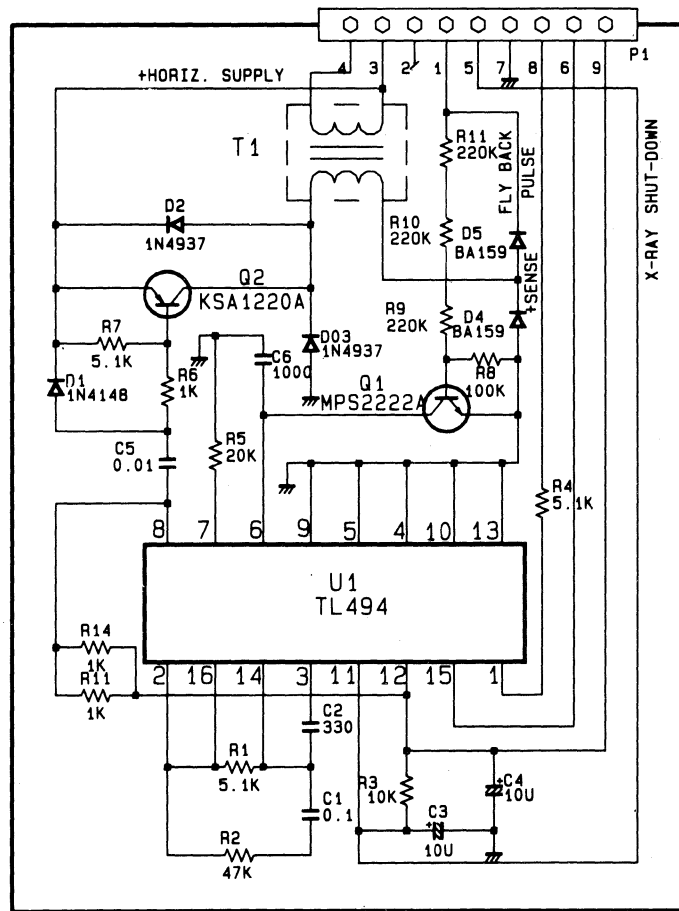 P1
4 3 2 1 5 7 8 6 9
+HORIZ. SUPPLY
T1
R11
220K
FLY BACK
PULSE
X-RAY SHUT-DOWN
D2
1N4937
R10
220K
D5
BA159
Q2
KSA1220A
+SENSE
R9
220K
D4
BA159
R7
5.1K
D03
1N4937
C6
1000
R8
100K
D1
1N4148
R6
1K
Q1
MPS2222A
R5
20K
C5
0.01
R4
5.1K
8 7 6 9 5 4 10 13
U1
TL494
R14
1K
2 16 14 3 11 12 15 1
R11
1K
C2
330
R1
5.1K
R3
10K
C4
+
10U
C1
0.1
C3
+
10U
R2
47K